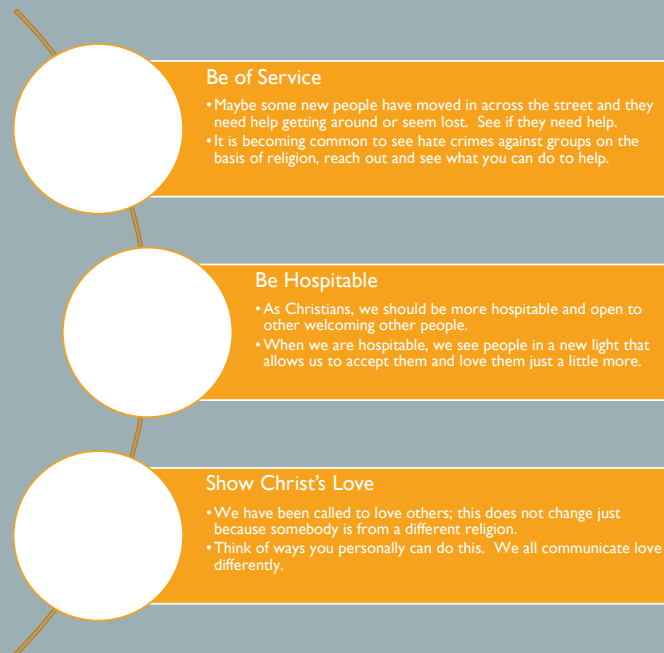 Be of Service
• Maybe some new people have moved in across the street and they
need help getting around or seem lost.  See if they need help.
• It is becoming common to see hate crimes against groups on the
basis of religion, reach out and see what you can do to help.
Be Hospitable
• As Christians, we should be more hospitable and open to
other welcoming other people.
• When we are hospitable, we see people in a new light that
allows us to accept them and love them just a little more.
Show Christ's Love
• We have been called to love others; this does not change just
because somebody is from a different religion.
• Think of ways you personally can do this.  We all communicate love
differently.